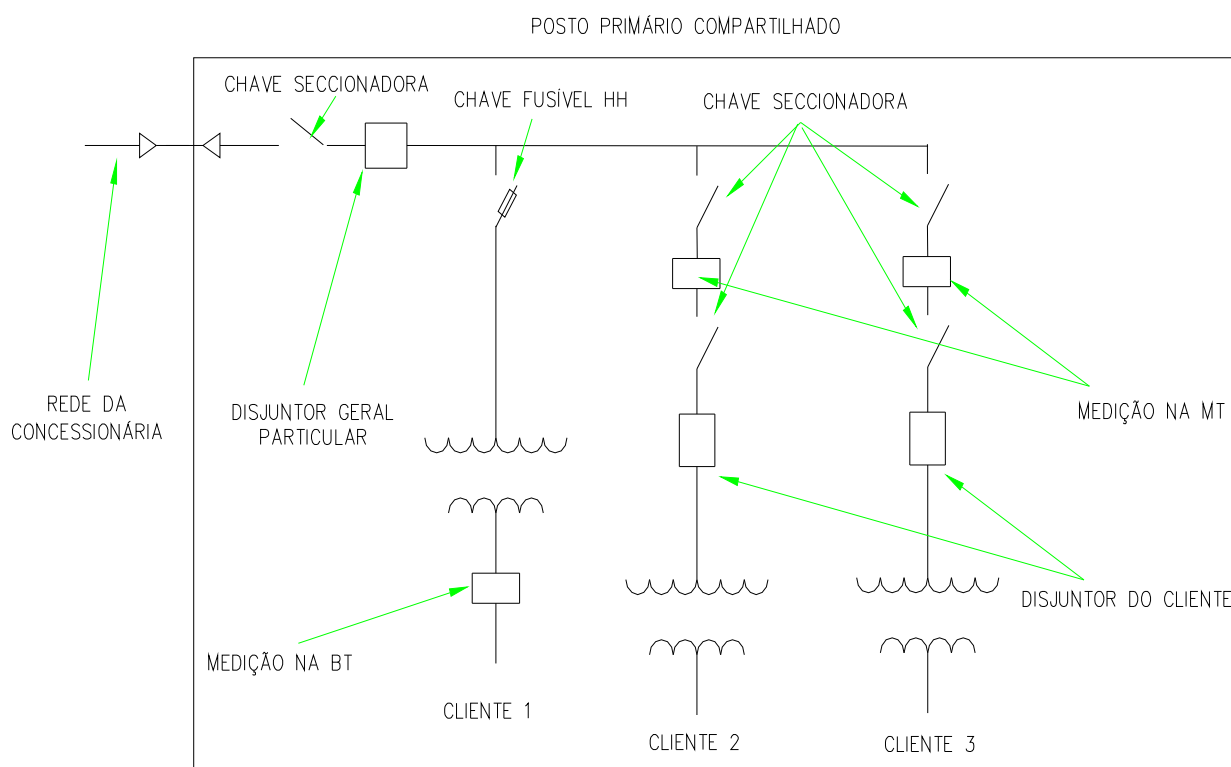 POSTO PRIMÁRIO COMPARTILHADO
CHAVE SECCIONADORA
CHAVE FUSÍVEL HH
CHAVE SECCIONADORA
REDE DA
CONCESSIONÁRIA
DISJUNTOR GERAL
PARTICULAR
MEDIÇÃO NA MT
DISJUNTOR DO CLIENTE
MEDIÇÃO NA BT
CLIENTE 1
CLIENTE 2
CLIENTE 3